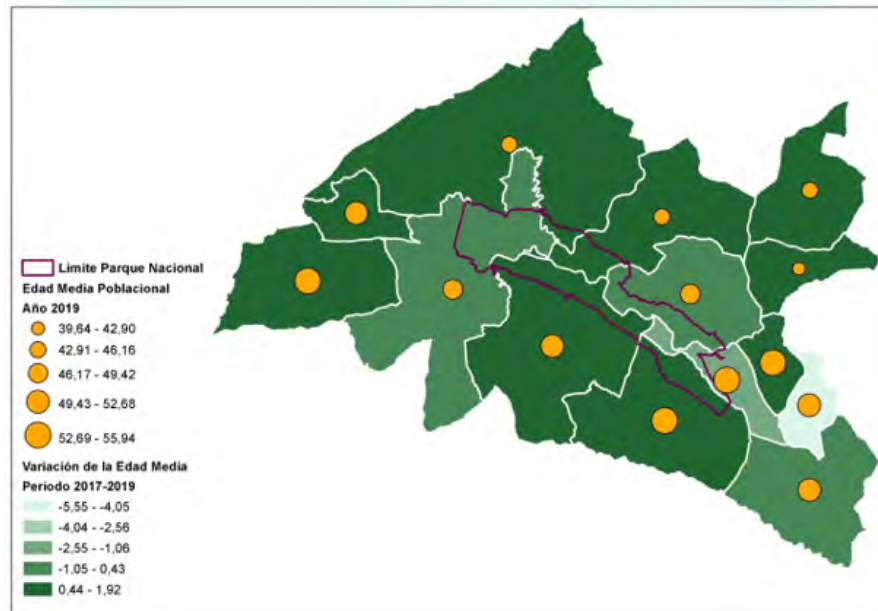 Limite Parque Nacional
Edad Media Poblacional
Año 2019
39,64 - 42,90
42,91 - 46,16
46,17 - 49,42
49,43 - 52,68
52,69 - 55,94
Variación de la Edad Media
Periodo 2017-2019
-5,55 - -4,05
-4,04 - -2,56
-2,55 - -1,06
-1,05 - 0,43
0,44 - 1,92